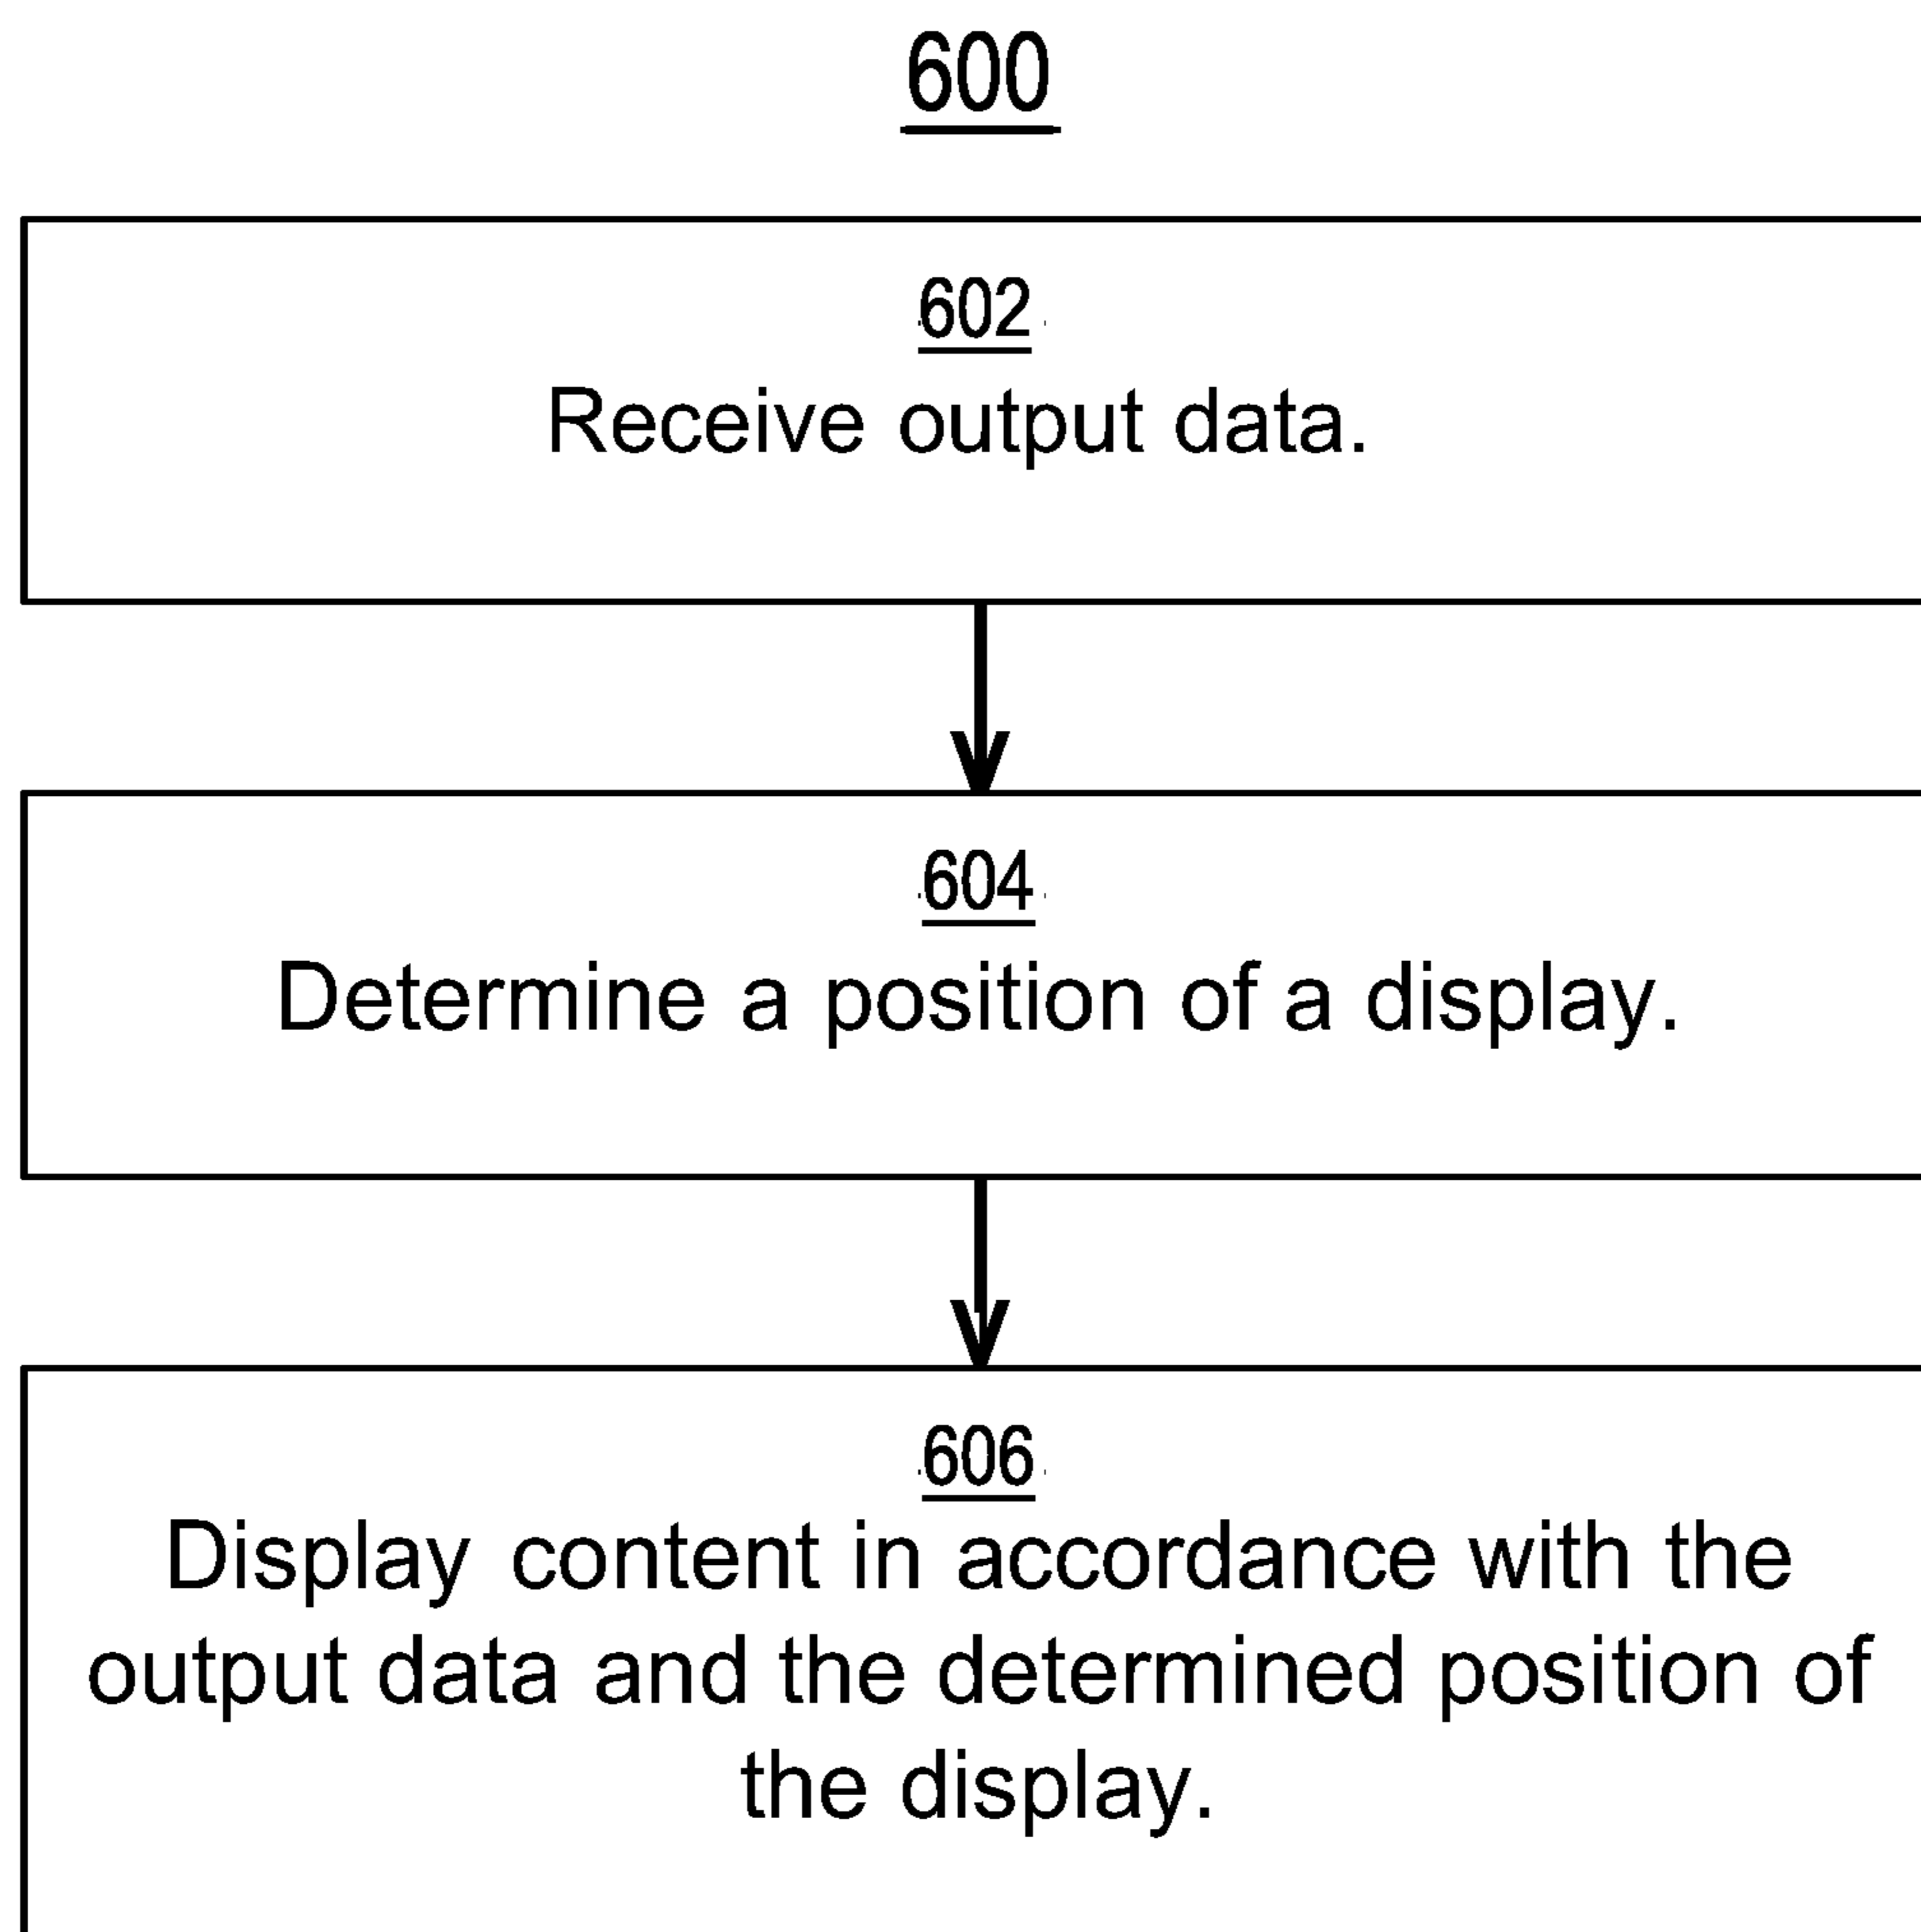 600
602
Receive output data.
604
Determine a position of a display.
606
Display content in accordance with the
output data and the determined position of
the display.